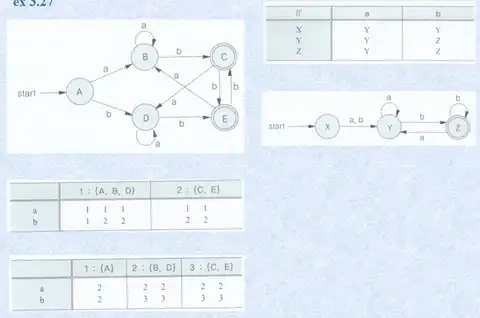 ex 3.27
a
B
b
C
a
a
start
A
b
b
a
b
D
b
E
a
δ' a b
X Y Y
Y Y Z
Z Y Z
a
b
start
X
a, b
Y
b
Z
a
1 : {A, B, D} 2 : {C, E}
a 1 1 1 1 1
b 1 2 2 2 2
1 : {A} 2 : {B, D} 3 : {C, E}
a 2 2 2 2 2
b 2 3 3 3 3